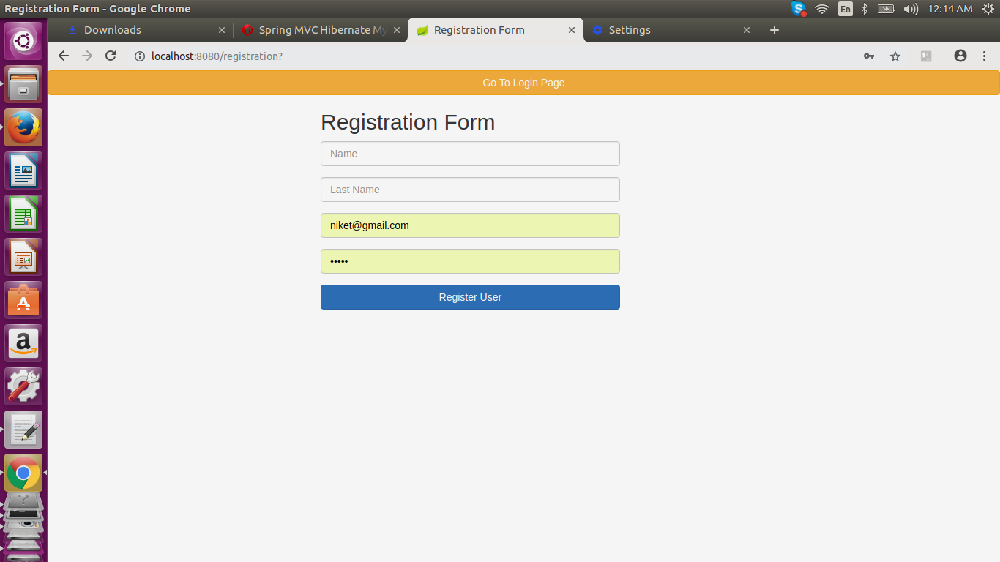 Registration Form - Google Chrome
En
12:14 AM
Downloads
Spring MVC Hibernate My
Registration Form
Settings
localhost:8080/registration?
Go To Login Page
Registration Form
Name
Last Name
niket@gmail.com
•••••
Register User